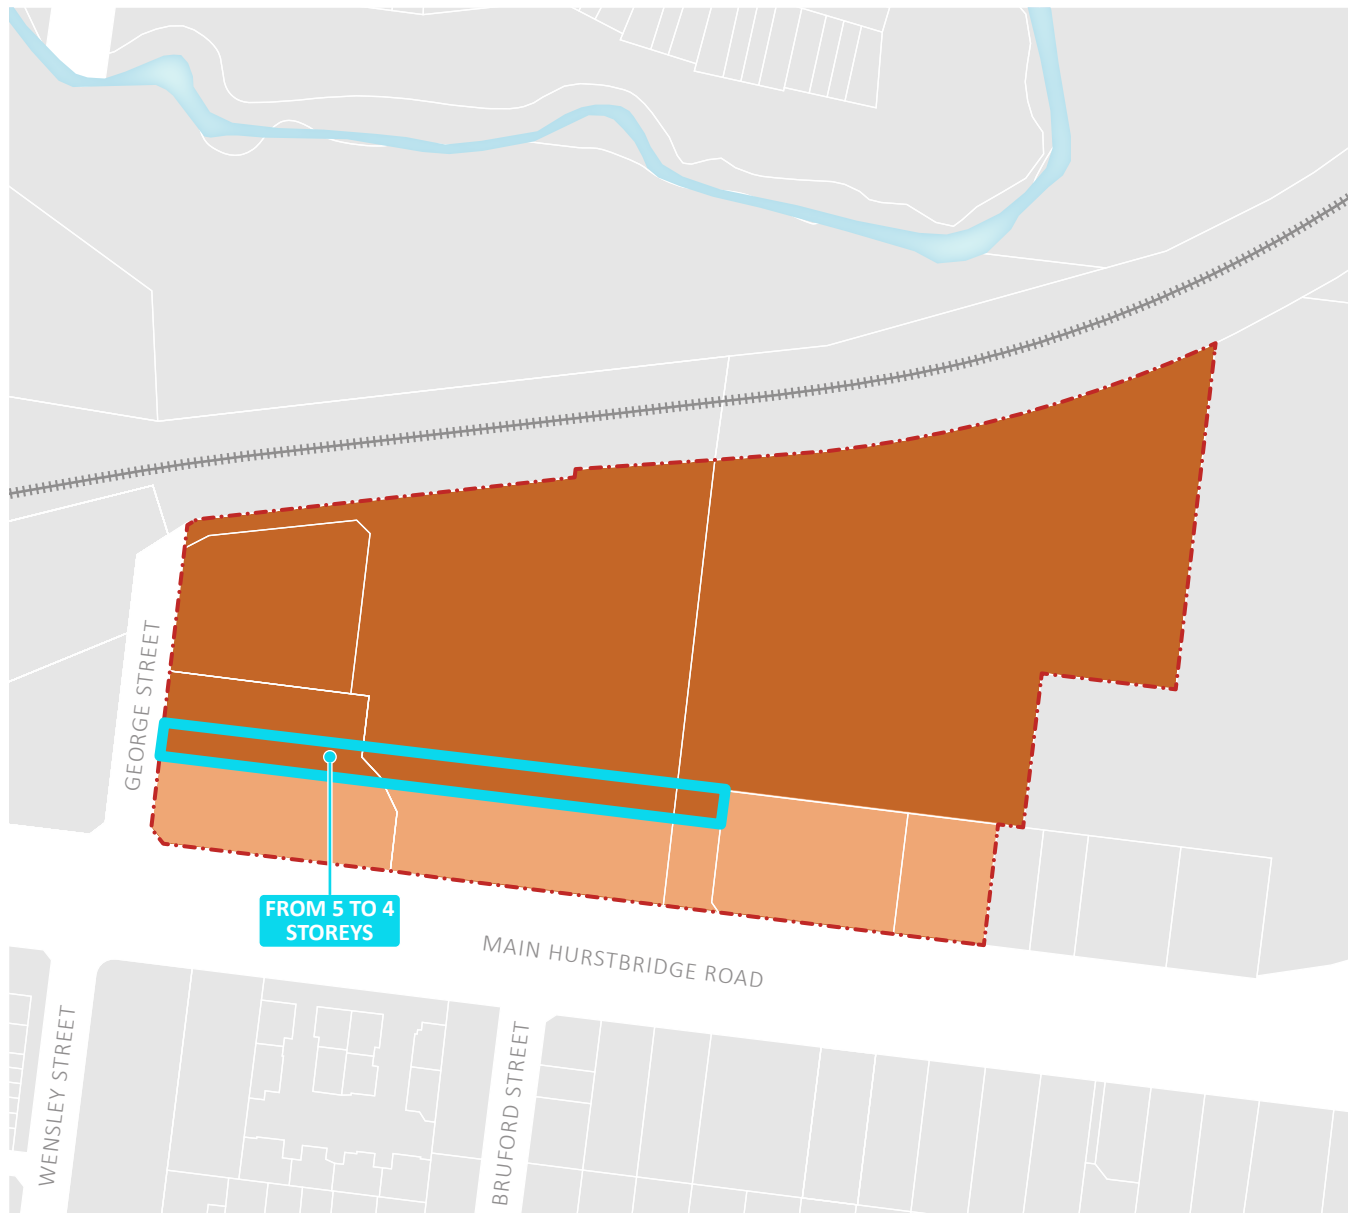 GEORGE STREET
FROM 5 TO 4
STOREYS
MAIN HURSTBRIDGE ROAD
WENSLEY STREET
BRUFORD STREET